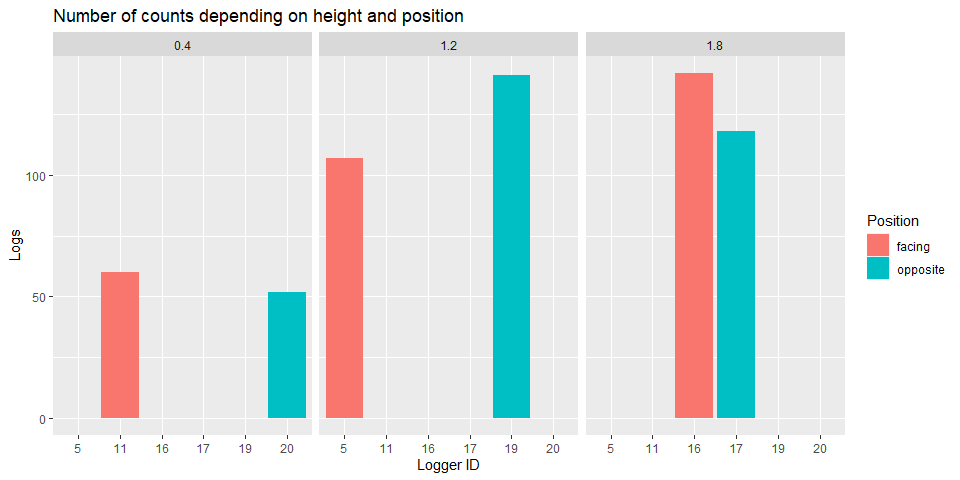 Number of counts depending on height and position
0.4 1.2 1.8
100
50
0
Logs
5 11 16 17 19 20 5 11 16 17 19 20 5 11 16 17 19 20
Logger ID
Position
facing
opposite